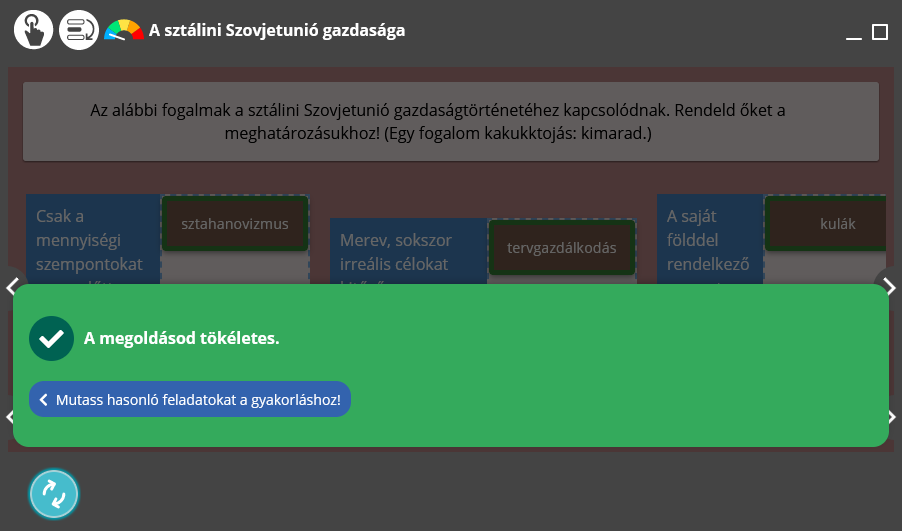 A sztálini Szovjetunió gazdasága
Az alábbi fogalmak a sztálini Szovjetunió gazdaságtörténetéhez kapcsolódnak. Rendeld őket a
meghatározásukhoz! (Egy fogalom kakukktojás: kimarad.)
Csak a
mennyiségi
szempontokat
sztahanovizmus
Merev, sokszor
irreális célokat
tervgazdálkodás
A saját
földdel
rendelkező
kulák
A megoldásod tökéletes.
Mutass hasonló feladatokat a gyakorláshoz!